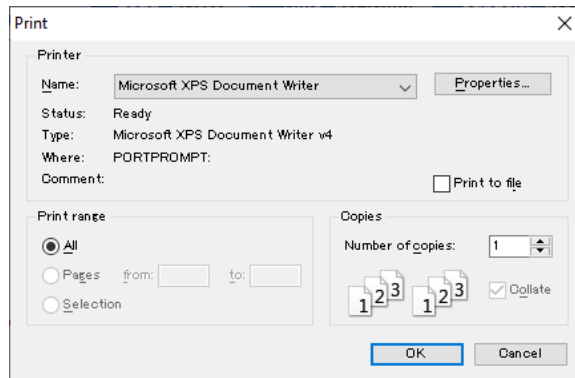 Print
Printer
Name: Microsoft XPS Document Writer Properties...
Status: Ready
Type: Microsoft XPS Document Writer v4
Where: PORTPROMPT:
Comment: Print to file
Print range Copies
All Number of copies: 1
Pages from: to:
1 2 3 1 2 3 Collate
Selection
OK Cancel